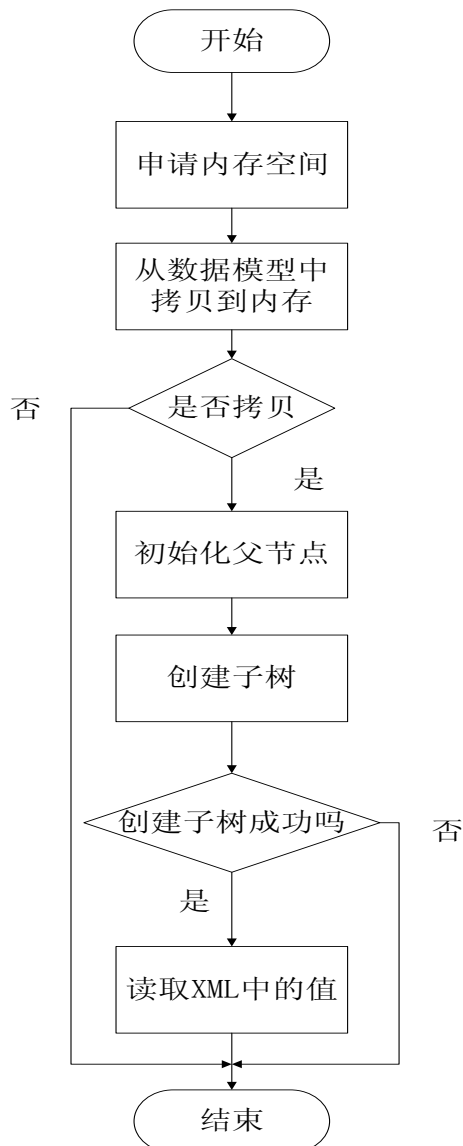 开始
申请内存空间
从数据模型中
拷贝到内存
否
是否拷贝
是
初始化父节点
创建子树
创建子树成功吗
否
是
读取XML中的值
结束